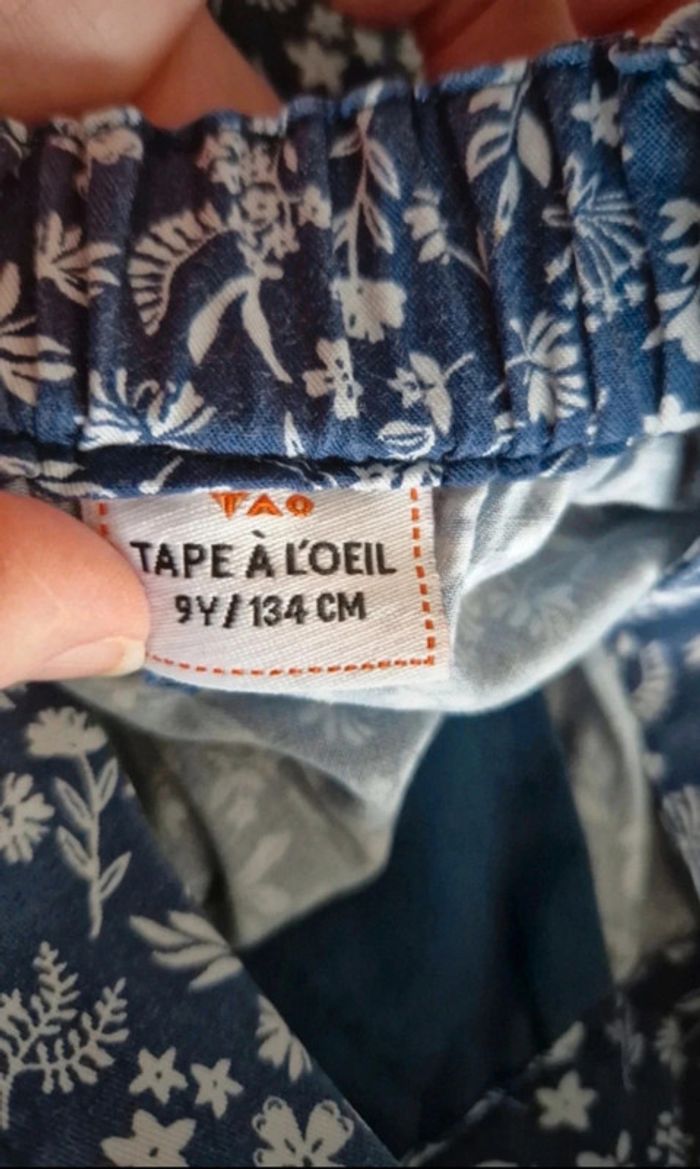 TAO
TAPE À L'OEIL
9Y/134 CM